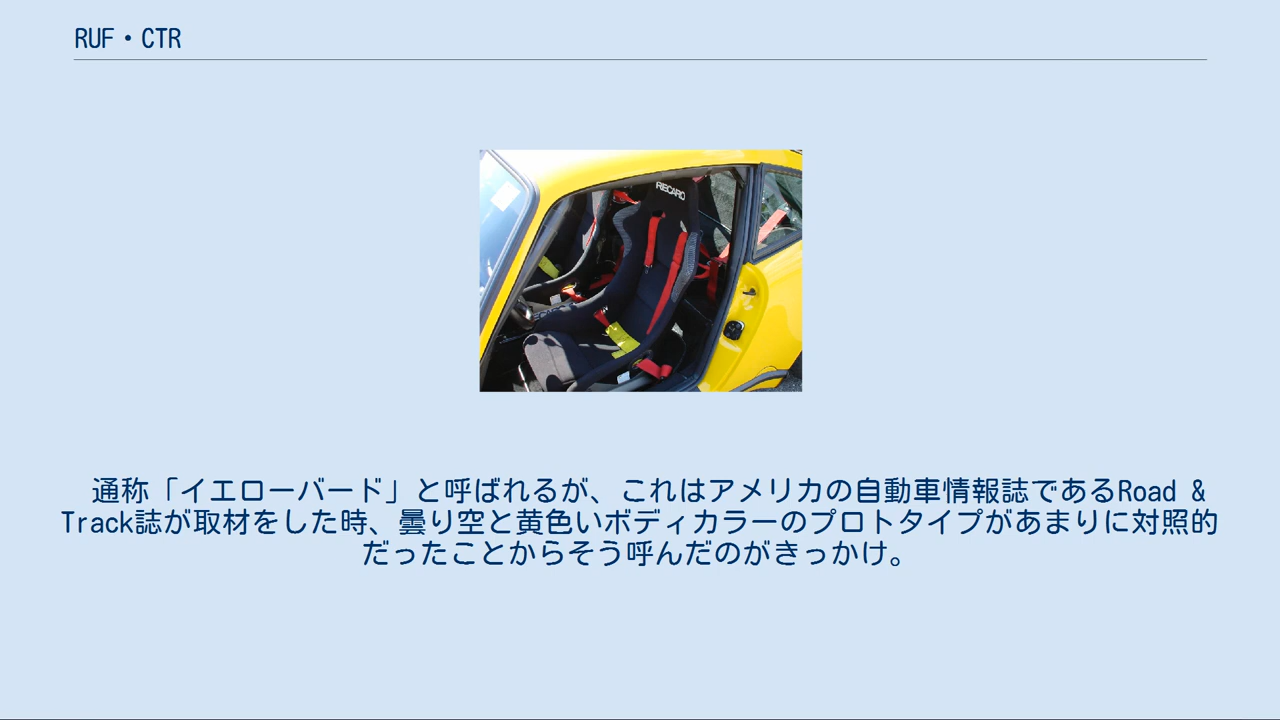 RUF・CTR
RECARO
通称「イエローバード」と呼ばれるが、これはアメリカの自動車情報誌であるRoad &
Track誌が取材をした時、曇り空と黄色いボディカラーのプロトタイプがあまりに対照的
だったことからそう呼んだのがきっかけ。